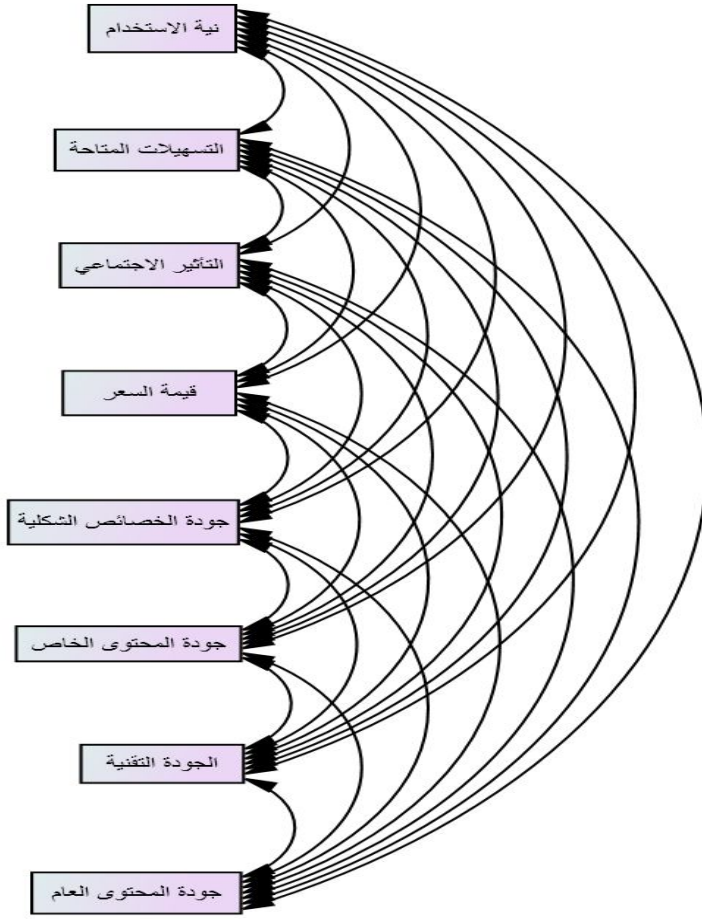 نية الاستخدام
التسهيلات المتاحة
التأثير الاجتماعي
قيمة السعر
جودة الخصائص الشكلية
جودة المحتوى الخاص
الجودة التقنية
جودة المحتوى العام